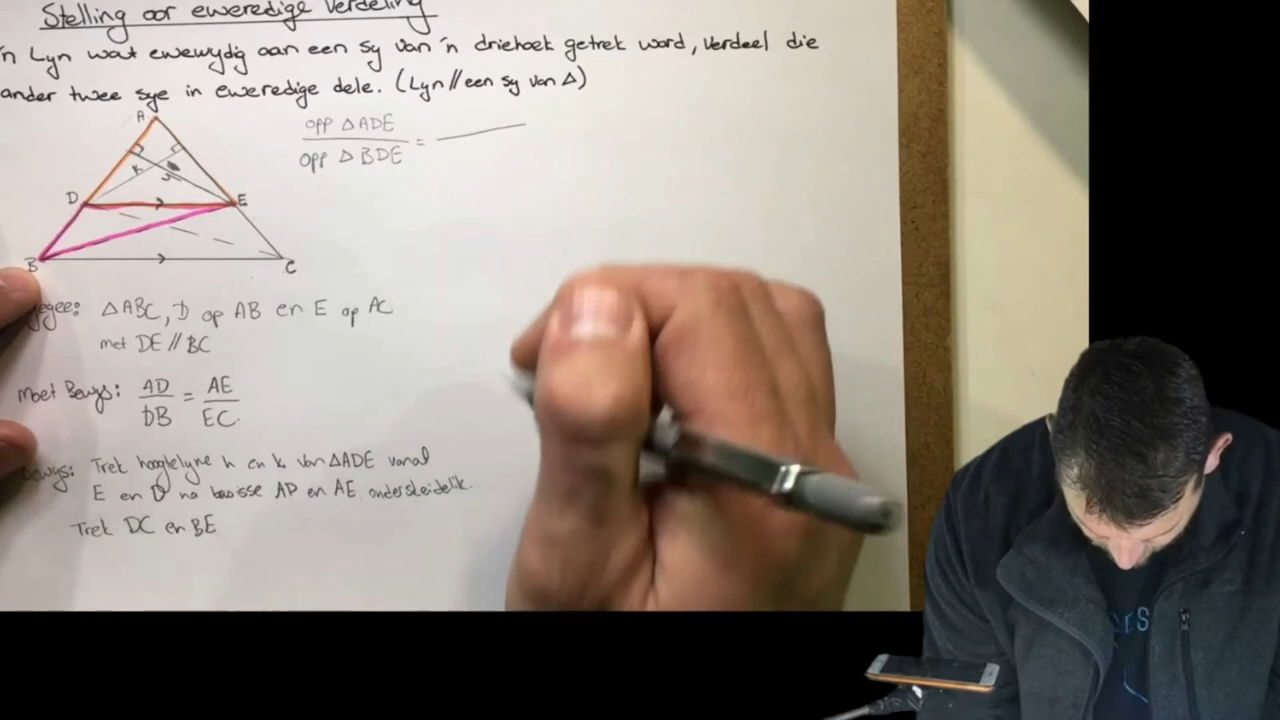 Stelling oor eweredige verdeling
'n Lyn wat ewewydig aan een sy van 'n driehoek getrek word, verdeel die
ander twee sye in eweredige dele. (Lyn // een sy van Δ)
A
D
E
B
C
k
opp ΔADE
opp ΔBDE
=
gegee: ΔABC, D op AB en E op AC
met DE // BC
moet Bewys: AD/DB = AE/EC
Bewys: Trek hoogtelyne h en k van ΔADE vanaf
E en D na basisse AD en AE onderskeidelik.
Trek DC en BE